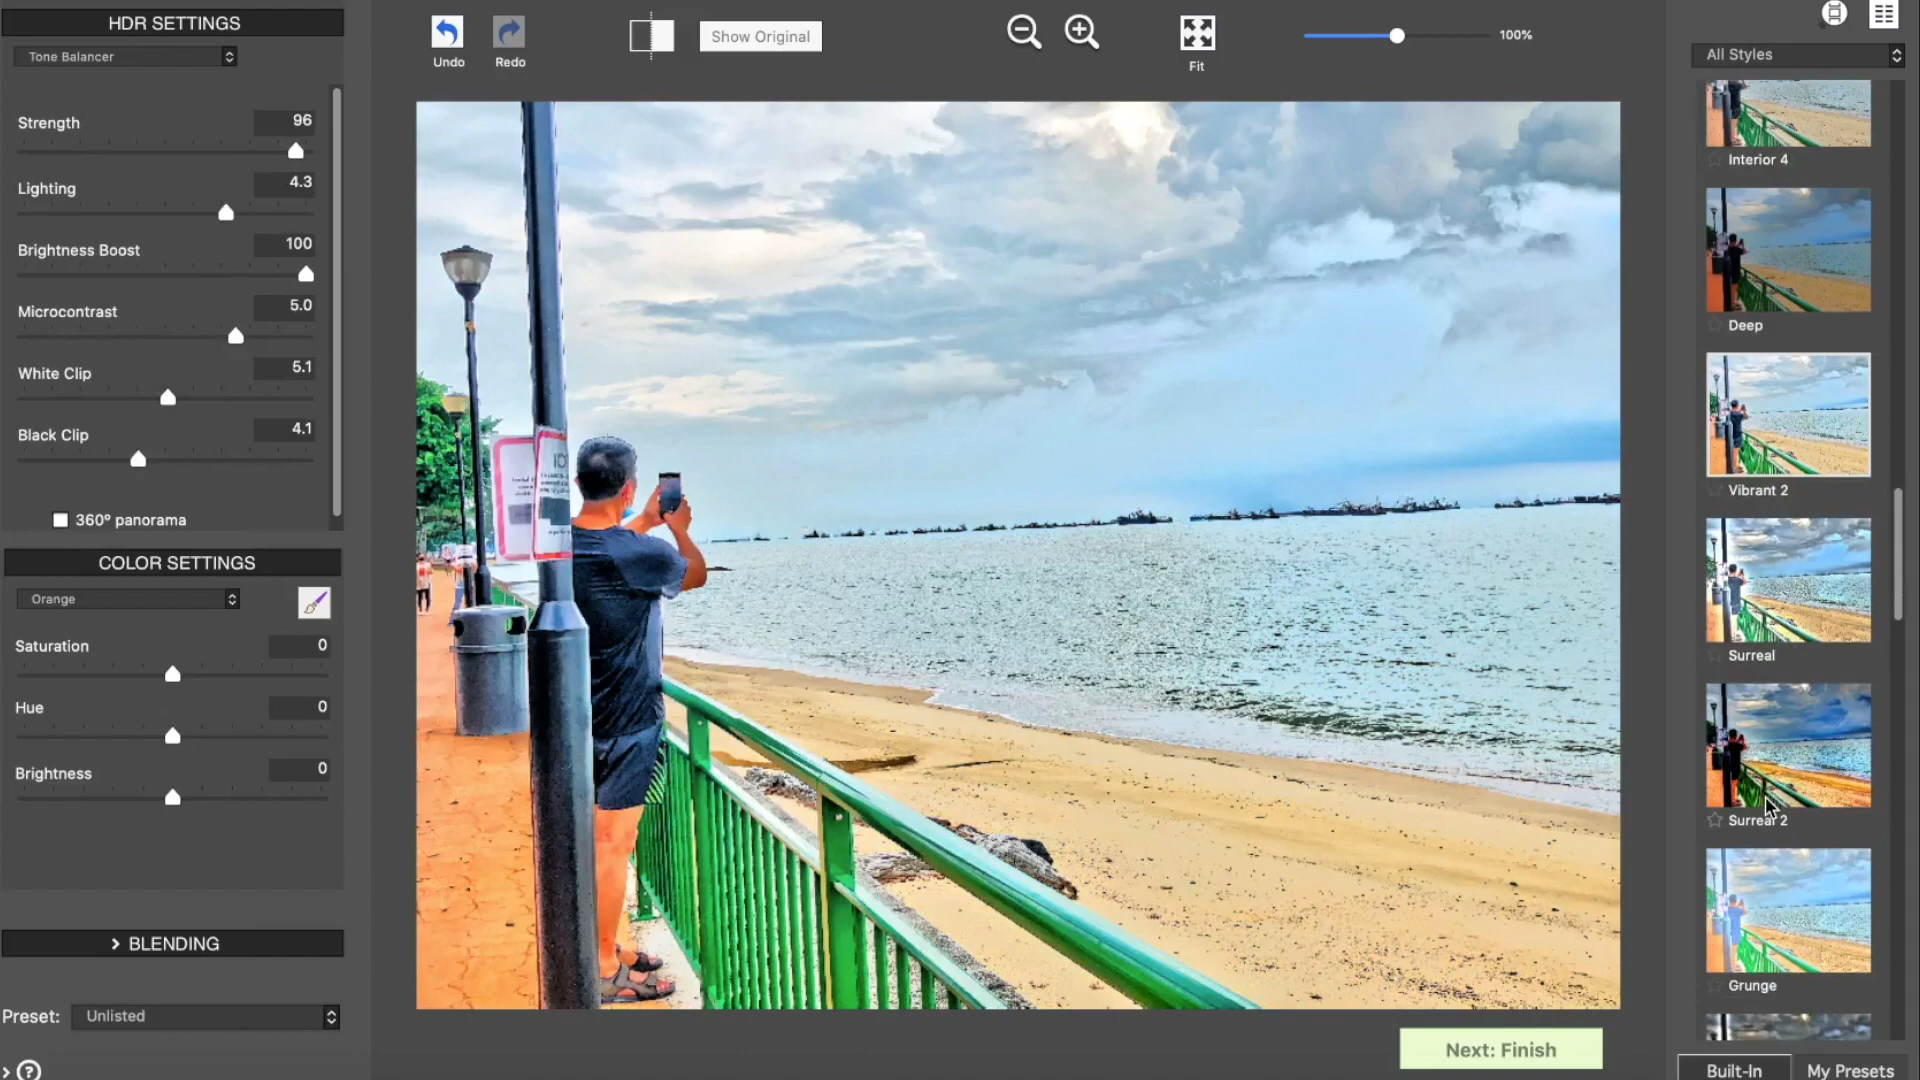 HDR SETTINGS
Tone Balancer
Strength 96
Lighting 4.3
Brightness Boost 100
Microcontrast 5.0
White Clip 5.1
Black Clip 4.1
360° panorama
COLOR SETTINGS
Orange
Saturation 0
Hue 0
Brightness 0
> BLENDING
Preset: Unlisted
> ?
Undo
Redo
Show Original
Fit
100%
Next: Finish
All Styles
Interior 4
Deep
Vibrant 2
Surreal
Surreal 2
Grunge
Built-In
My Presets